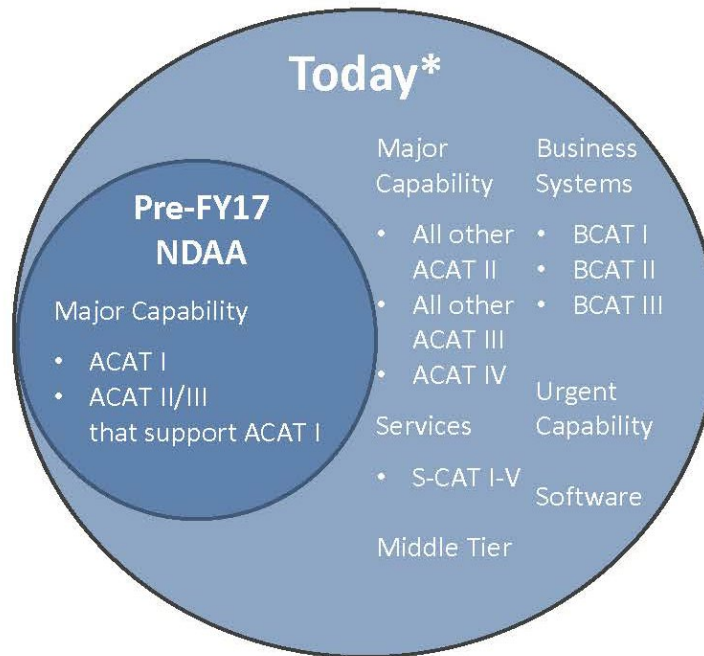 Today*
Pre-FY17
NDAA
Major Capability
• ACAT I
• ACAT II/III
that support ACAT I
Major
Capability
• All other
ACAT II
• All other
ACAT III
• ACAT IV
Services
• S-CAT I-V
Middle Tier
Business
Systems
• BCAT I
• BCAT II
• BCAT III
Urgent
Capability
Software